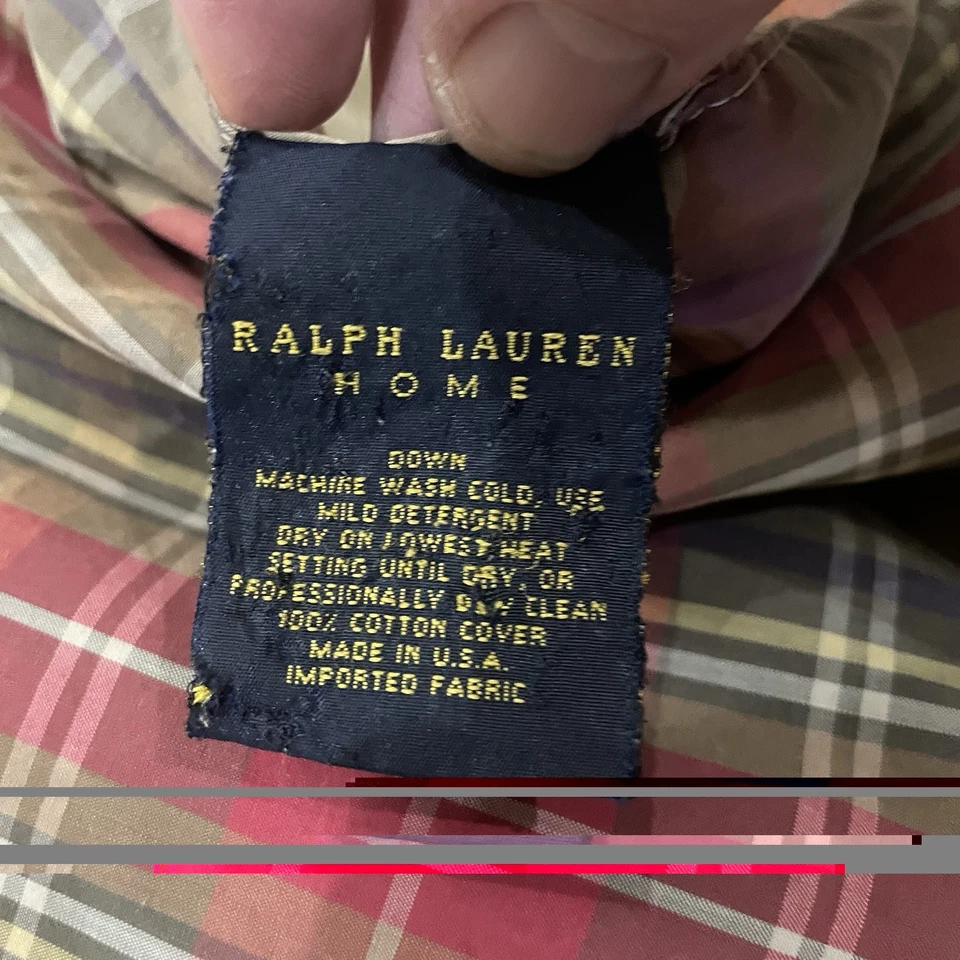 RALPH LAUREN
HOME
DOWN
MACHINE WASH COLD, USE
MILD DETERGENT
DRY ON LOWEST HEAT
SETTING UNTIL DRY, OR
PROFESSIONALLY DRY CLEAN
100% COTTON COVER
MADE IN U.S.A.
IMPORTED FABRIC